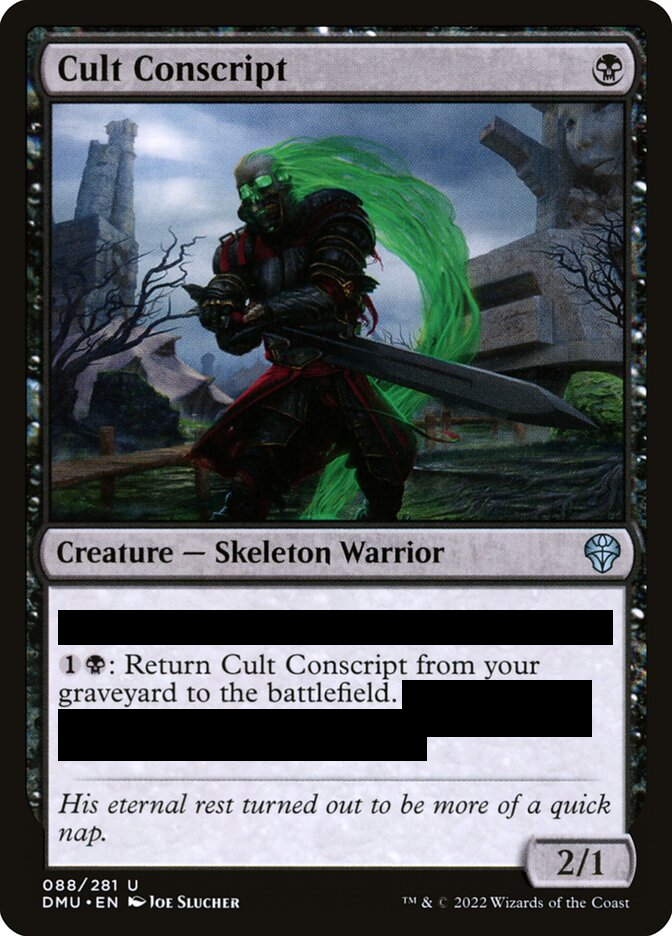 Cult Conscript
Creature — Skeleton Warrior
1: Return Cult Conscript from your
graveyard to the battlefield.
His eternal rest turned out to be more of a quick
nap.
2/1
088/281 U
DMU • EN Joe Slucher
™ & © 2022 Wizards of the Coast